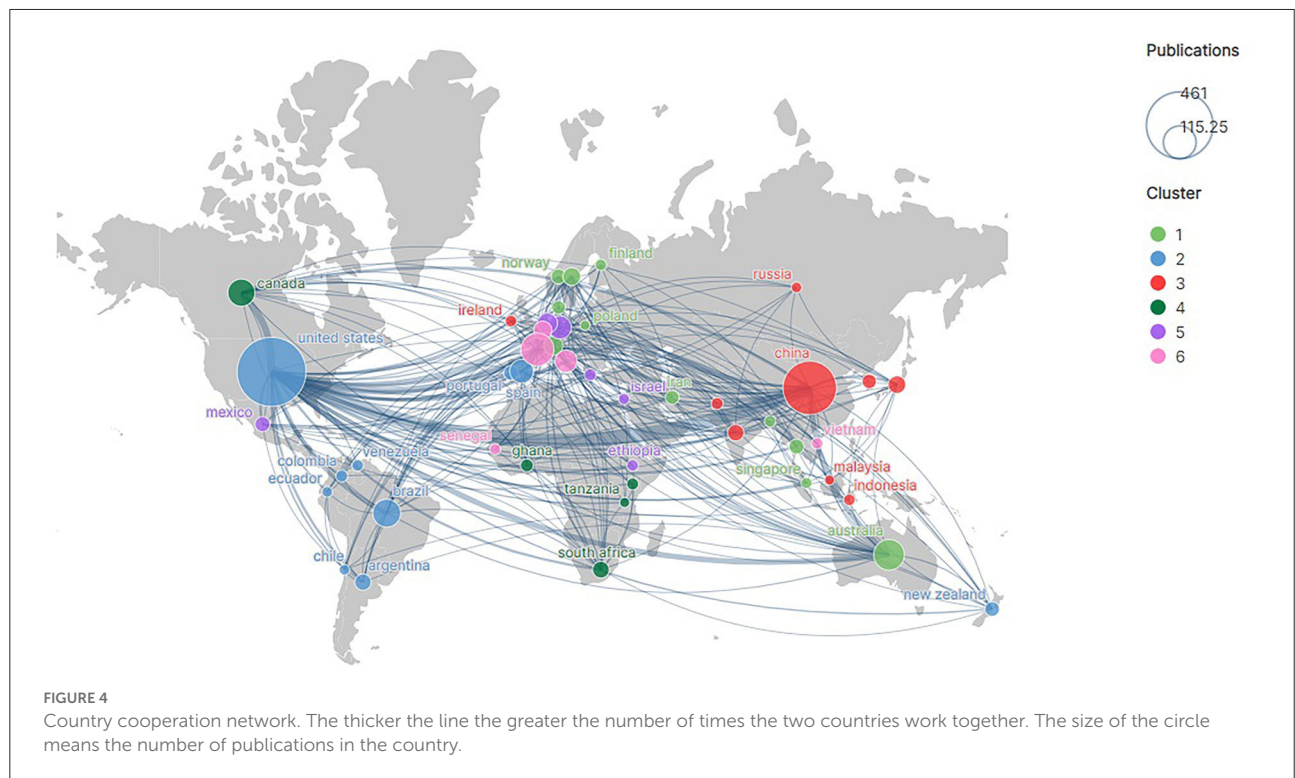 Publications
461
115.25
Cluster
1
2
3
4
5
6
finland
norway
russia
canada
ireland
poland
united states
china
portugal
spain
israel
iran
mexico
vietnam
senegal
ghana
ethiopia
venezuela
colombia
singapore
malaysia
ecuador
indonesia
brazil
tanzania
australia
south africa
chile
argentina
new zealand
FIGURE 4
Country cooperation network. The thicker the line the greater the number of times the two countries work together. The size of the circle
means the number of publications in the country.